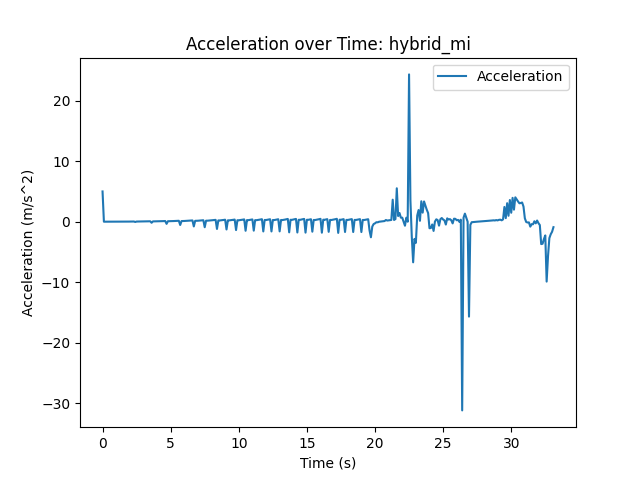 Acceleration over Time: hybrid_mi
Acceleration
Acceleration (m/s^2)
20
10
0
−10
−20
−30
0 5 10 15 20 25 30
Time (s)